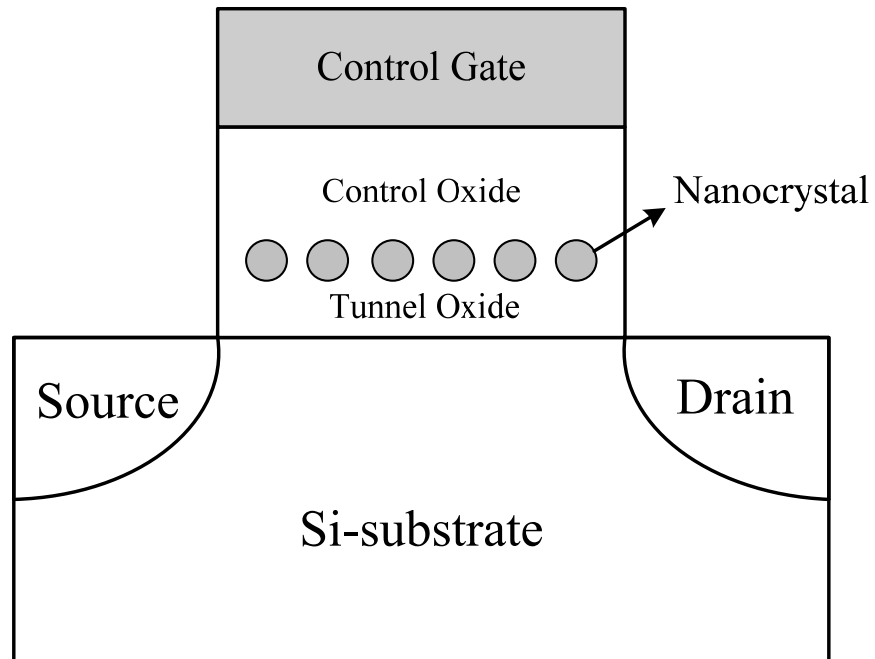 Control Gate
Control Oxide
Nanocrystal
Tunnel Oxide
Source
Drain
Si-substrate